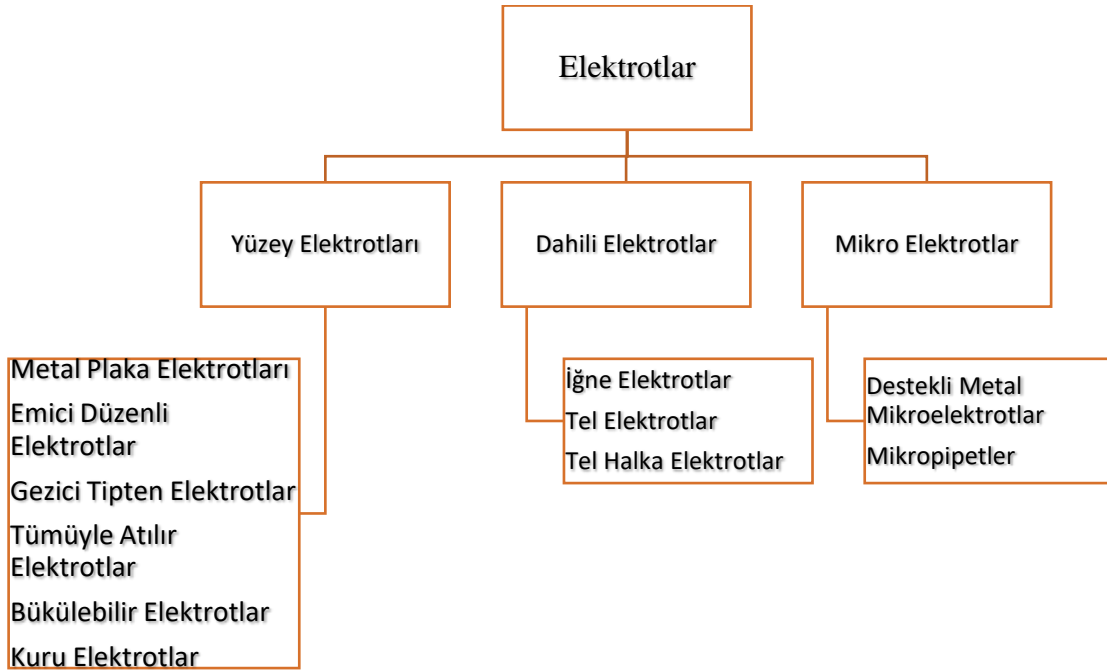 Elektrotlar
Yüzey Elektrotları
Dahili Elektrotlar
Mikro Elektrotlar
Metal Plaka Elektrotları
Emici Düzenli
Elektrotlar
Gezici Tipten Elektrotlar
Tümüyle Atılır
Elektrotlar
Bükülebilir Elektrotlar
Kuru Elektrotlar
İğne Elektrotlar
Tel Elektrotlar
Tel Halka Elektrotlar
Destekli Metal
Mikroelektrotlar
Mikropipetler